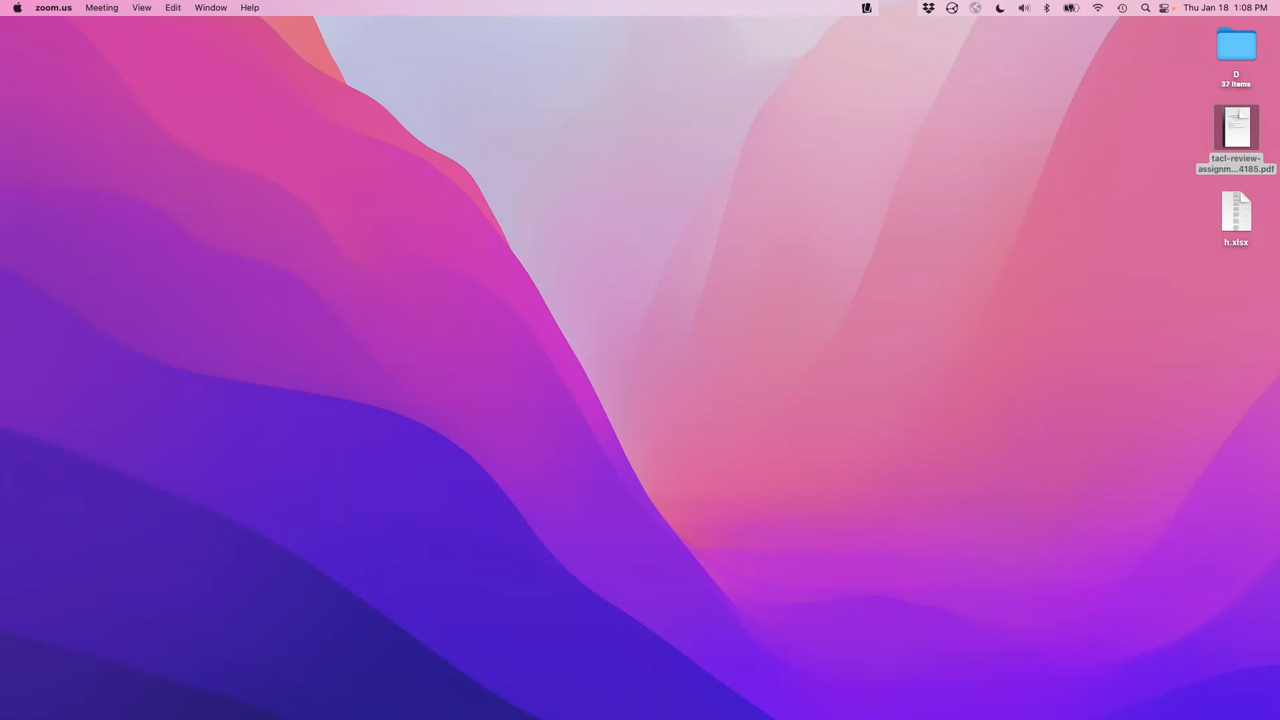 zoom.us Meeting View Edit Window Help Thu Jan 18 1:08 PM
D
37 items
tacl-review-
assignm...4185.pdf
h.xlsx